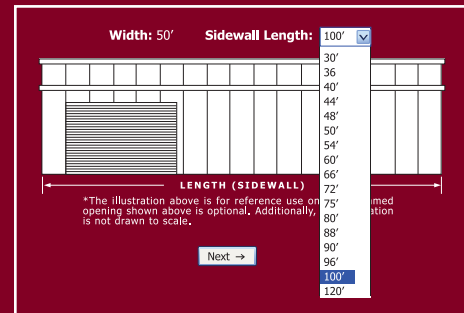 Width: 50′ Sidewall Length: 100′
30′
36
40′
44′
48′
50′
54′
60′
66′
72′
75′
80′
88′
90′
96′
100′
120′
LENGTH (SIDEWALL)
*The illustration above is for reference use
opening shown above is optional. Additionally,
is not drawn to scale.
Next →